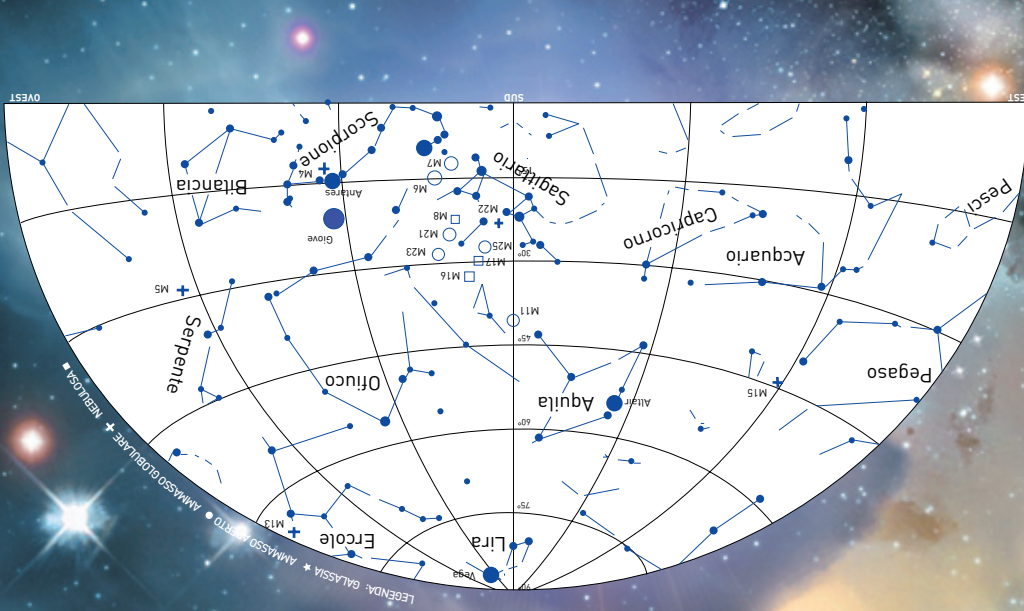 LEGENDA: GALASSIA ★ AMMASSO APERTO ● AMMASSO GLOBULARE ✚ NEBULOSA ■
90°
Vega
Lira
Ercole
M13
75°
60°
Altair
Aquila
M15
Ofiuco
Pegaso
Serpente
45°
M11
M5
M16
M17
Acquario
30°
M23
M25
Giove
M21
Capricorno
M8
M22
Pesci
Antares
M6
Sagittario
Bilancia
M4
M7
Scorpione
EST
SUD
OVEST